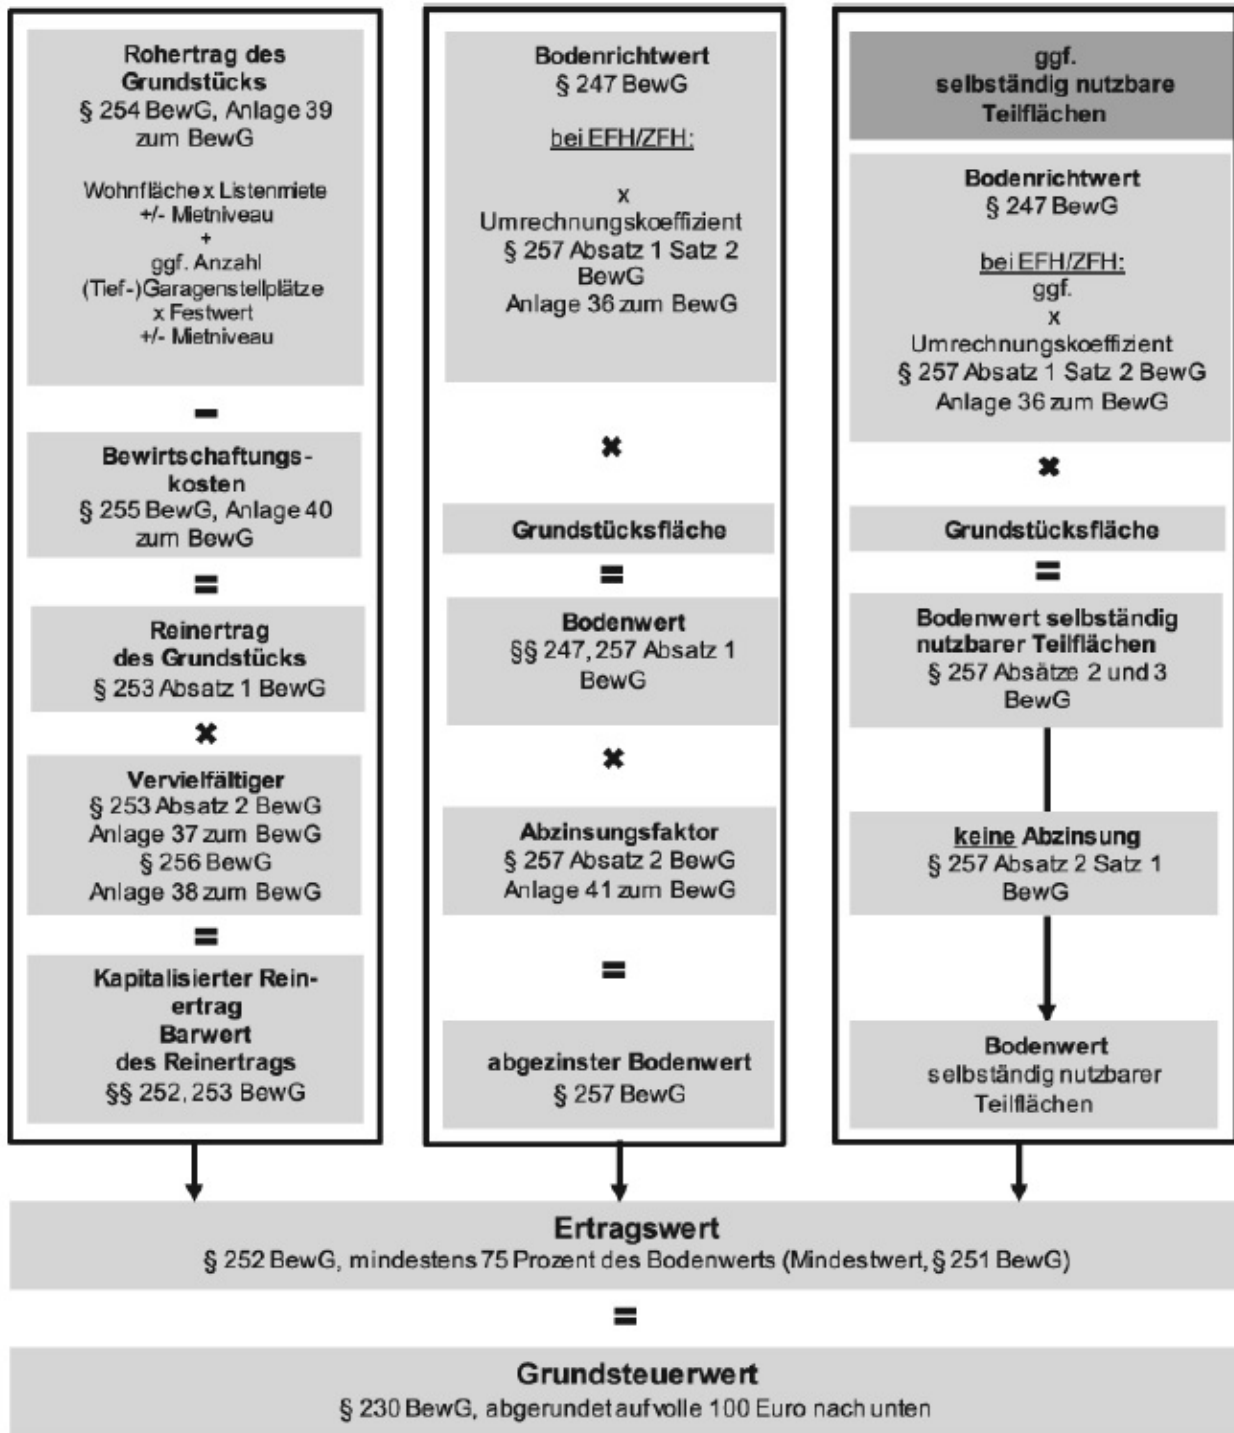 Rohertrag des
Grundstücks
§ 254 BewG, Anlage 39
zum BewG
Wohnfläche x Listenmiete
+/- Mietniveau
+
ggf. Anzahl
(Tief-)Garagenstellplätze
x Festwert
+/- Mietniveau
-
Bewirtschaftungs-
kosten
§ 255 BewG, Anlage 40
zum BewG
=
Reinertrag
des Grundstücks
§ 253 Absatz 1 BewG
×
Vervielfältiger
§ 253 Absatz 2 BewG
Anlage 37 zum BewG
§ 256 BewG
Anlage 38 zum BewG
=
Kapitalisierter Rein-
ertrag
Barwert
des Reinertrags
§§ 252, 253 BewG
Bodenrichtwert
§ 247 BewG
bei EFH/ZFH:
x
Umrechnungskoeffizient
§ 257 Absatz 1 Satz 2
BewG
Anlage 36 zum BewG
×
Grundstücksfläche
=
Bodenwert
§§ 247, 257 Absatz 1
BewG
×
Abzinsungsfaktor
§ 257 Absatz 2 BewG
Anlage 41 zum BewG
=
abgezinster Bodenwert
§ 257 BewG
ggf.
selbständig nutzbare
Teilflächen
Bodenrichtwert
§ 247 BewG
bei EFH/ZFH:
ggf.
x
Umrechnungskoeffizient
§ 257 Absatz 1 Satz 2 BewG
Anlage 36 zum BewG
×
Grundstücksfläche
=
Bodenwert selbständig
nutzbarer Teilflächen
§ 257 Absätze 2 und 3
BewG
keine Abzinsung
§ 257 Absatz 2 Satz 1
BewG
Bodenwert
selbständig nutzbarer
Teilflächen
Ertragswert
§ 252 BewG, mindestens 75 Prozent des Bodenwerts (Mindestwert, § 251 BewG)
=
Grundsteuerwert
§ 230 BewG, abgerundet auf volle 100 Euro nach unten